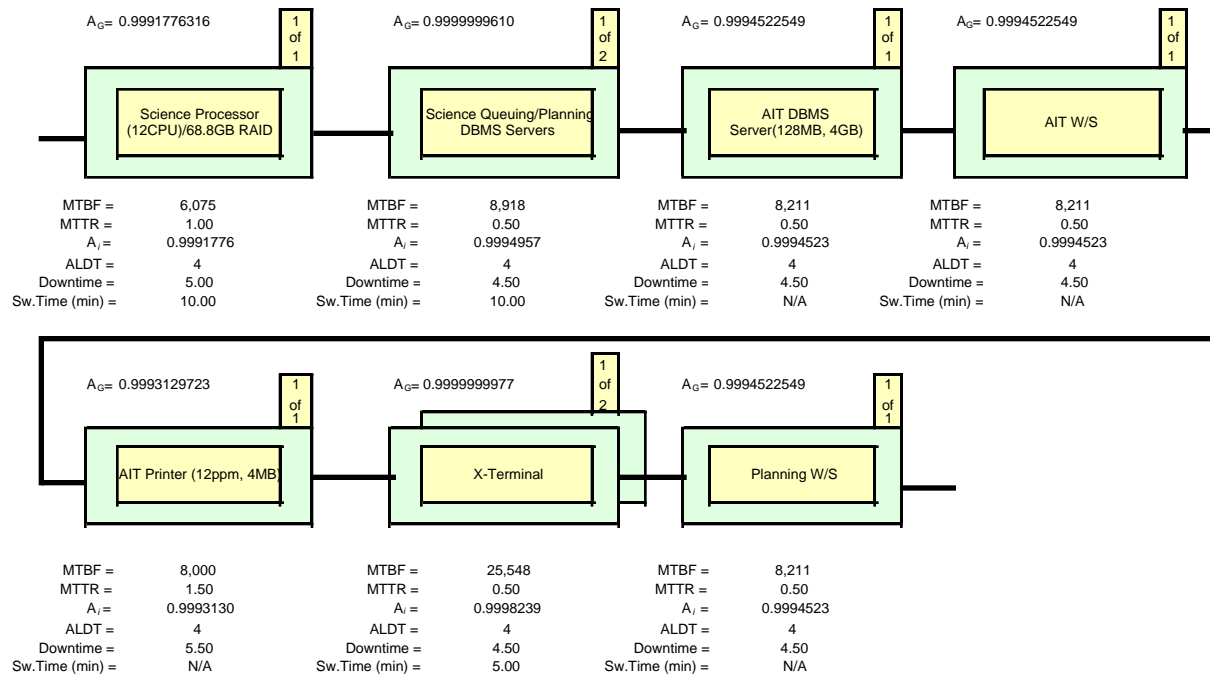 AG= 0.9991776316
1
of
1
AG= 0.9999999610
1
of
2
AG= 0.9994522549
1
of
1
AG= 0.9994522549
1
of
1
Science Processor
(12CPU)/68.8GB RAID
Science Queuing/Planning
DBMS Servers
AIT DBMS
Server(128MB, 4GB)
AIT W/S
MTBF = 6,075
MTTR = 1.00
Ai = 0.9991776
ALDT = 4
Downtime = 5.00
Sw.Time (min) = 10.00
MTBF = 8,918
MTTR = 0.50
Ai = 0.9994957
ALDT = 4
Downtime = 4.50
Sw.Time (min) = 10.00
MTBF = 8,211
MTTR = 0.50
Ai = 0.9994523
ALDT = 4
Downtime = 4.50
Sw.Time (min) = N/A
MTBF = 8,211
MTTR = 0.50
Ai = 0.9994523
ALDT = 4
Downtime = 4.50
Sw.Time (min) = N/A
AG= 0.9993129723
1
of
1
AG= 0.9999999977
1
of
2
AG= 0.9994522549
1
of
1
AIT Printer (12ppm, 4MB)
X-Terminal
Planning W/S
MTBF = 8,000
MTTR = 1.50
Ai = 0.9993130
ALDT = 4
Downtime = 5.50
Sw.Time (min) = N/A
MTBF = 25,548
MTTR = 0.50
Ai = 0.9998239
ALDT = 4
Downtime = 4.50
Sw.Time (min) = 5.00
MTBF = 8,211
MTTR = 0.50
Ai = 0.9994523
ALDT = 4
Downtime = 4.50
Sw.Time (min) = N/A